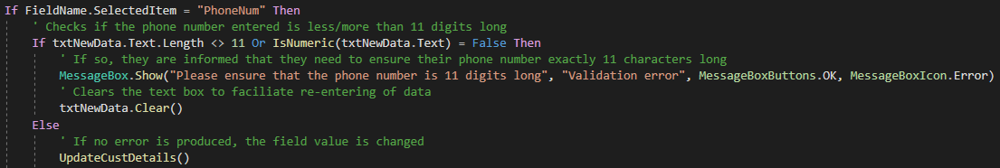 If FieldName.SelectedItem = "PhoneNum" Then
' Checks if the phone number entered is less/more than 11 digits long
If txtNewData.Text.Length <> 11 Or IsNumeric(txtNewData.Text) = False Then
' If so, they are informed that they need to ensure their phone number exactly 11 characters long
MessageBox.Show("Please ensure that the phone number is 11 digits long", "Validation error", MessageBoxButtons.OK, MessageBoxIcon.Error)
' Clears the text box to faciliate re-entering of data
txtNewData.Clear()
Else
' If no error is produced, the field value is changed
UpdateCustDetails()